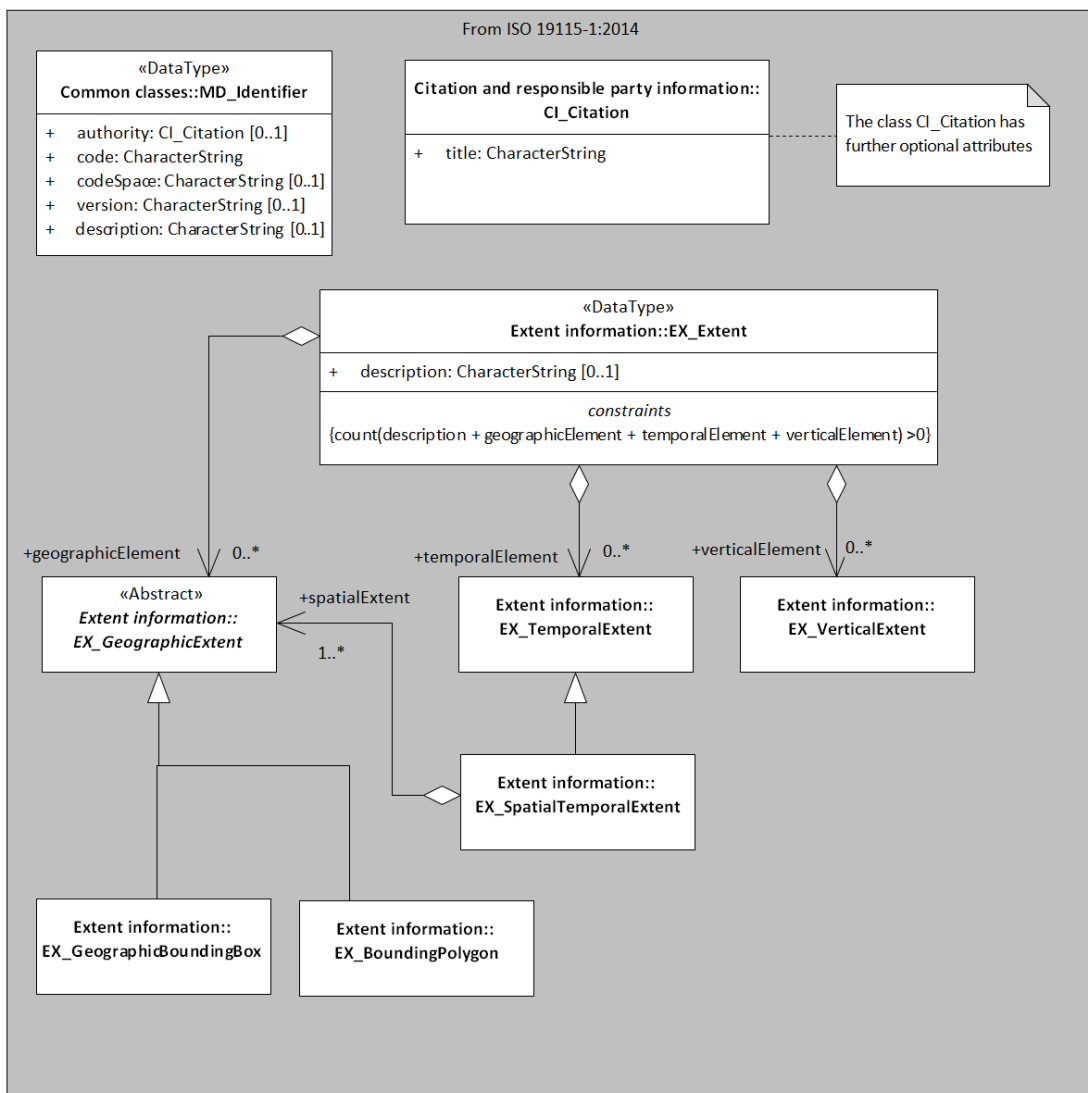 From ISO 19115-1:2014
«DataType»
Common classes::MD_Identifier
+ authority: CI_Citation [0..1]
+ code: CharacterString
+ codeSpace: CharacterString [0..1]
+ version: CharacterString [0..1]
+ description: CharacterString [0..1]
Citation and responsible party information::
CI_Citation
+ title: CharacterString
The class CI_Citation has
further optional attributes
«DataType»
Extent information::EX_Extent
+ description: CharacterString [0..1]
constraints
{count(description + geographicElement + temporalElement + verticalElement) >0}
+geographicElement
0..*
+temporalElement
0..*
+verticalElement
0..*
«Abstract»
Extent information::
EX_GeographicExtent
+spatialExtent
1..*
Extent information::
EX_TemporalExtent
Extent information::
EX_VerticalExtent
Extent information::
EX_SpatialTemporalExtent
Extent information::
EX_GeographicBoundingBox
Extent information::
EX_BoundingPolygon